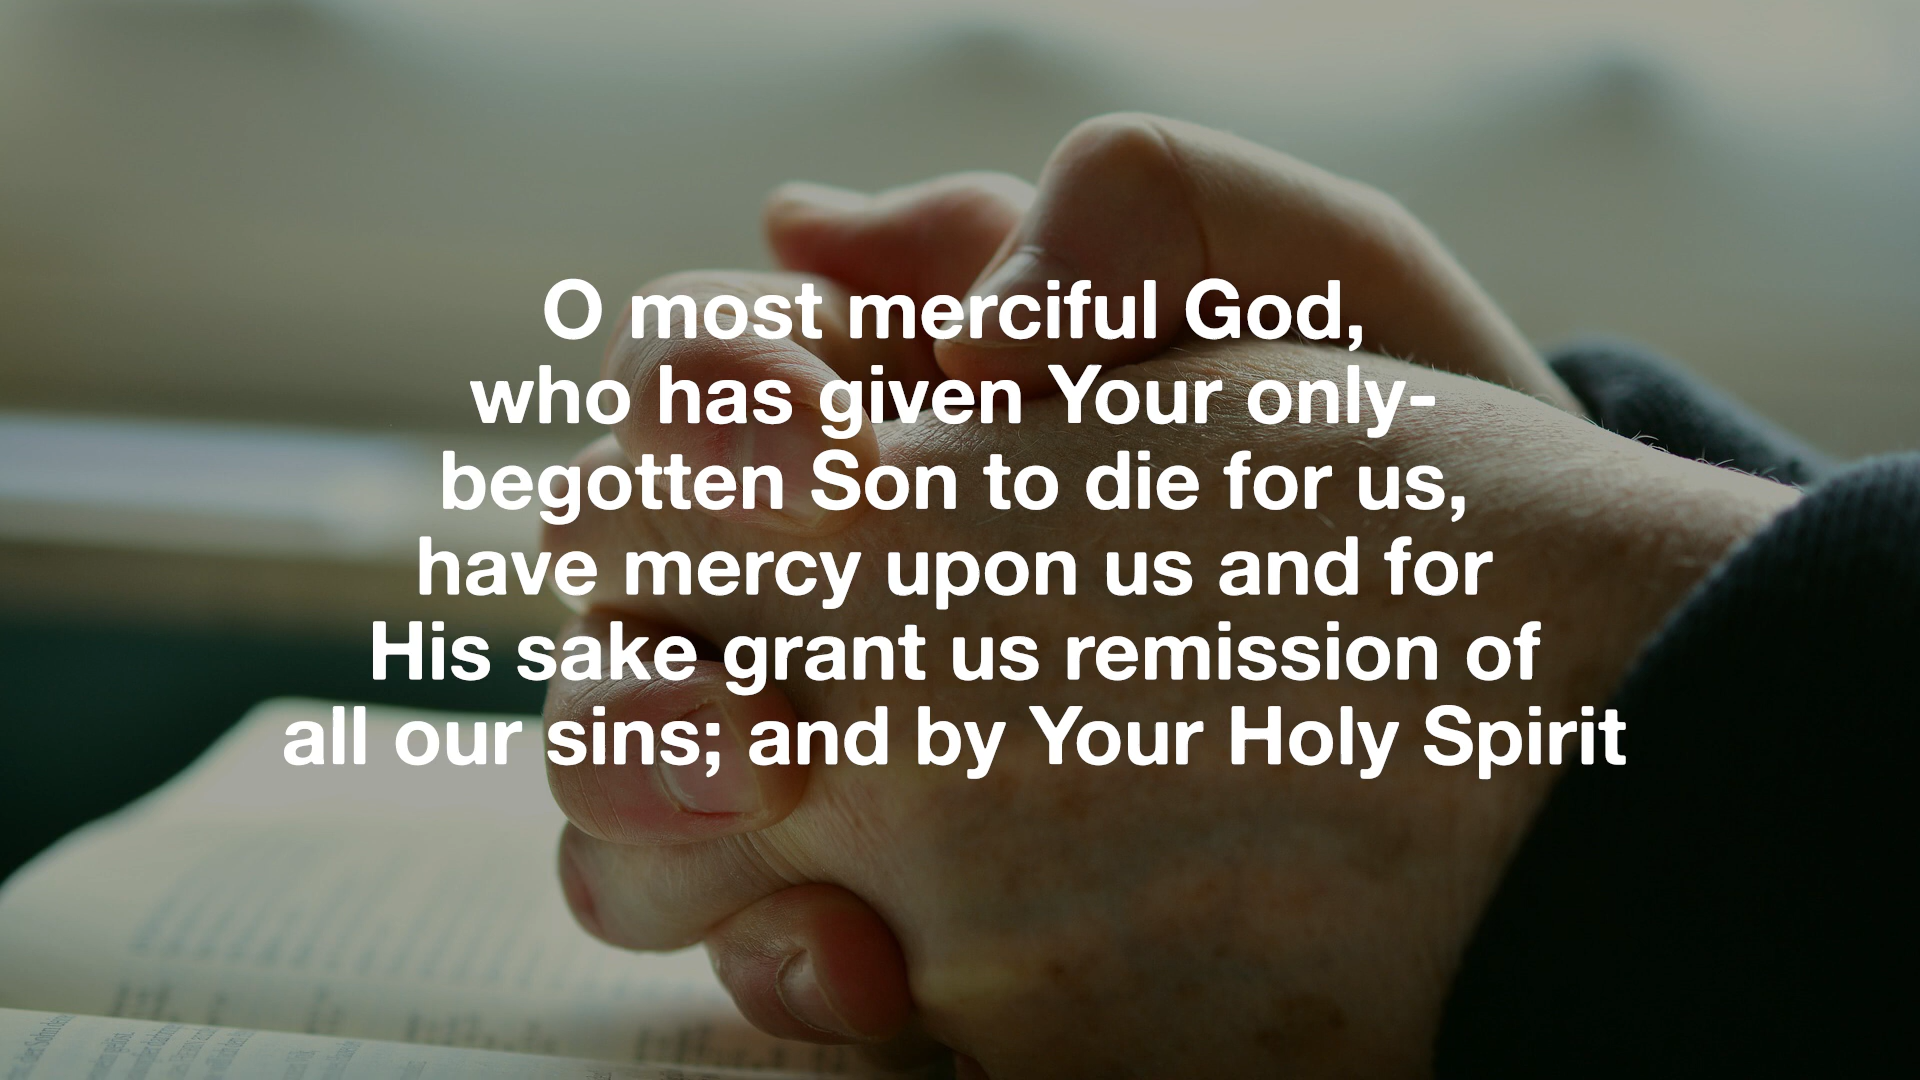 O most merciful God,
who has given Your only-
begotten Son to die for us,
have mercy upon us and for
His sake grant us remission of
all our sins; and by Your Holy Spirit